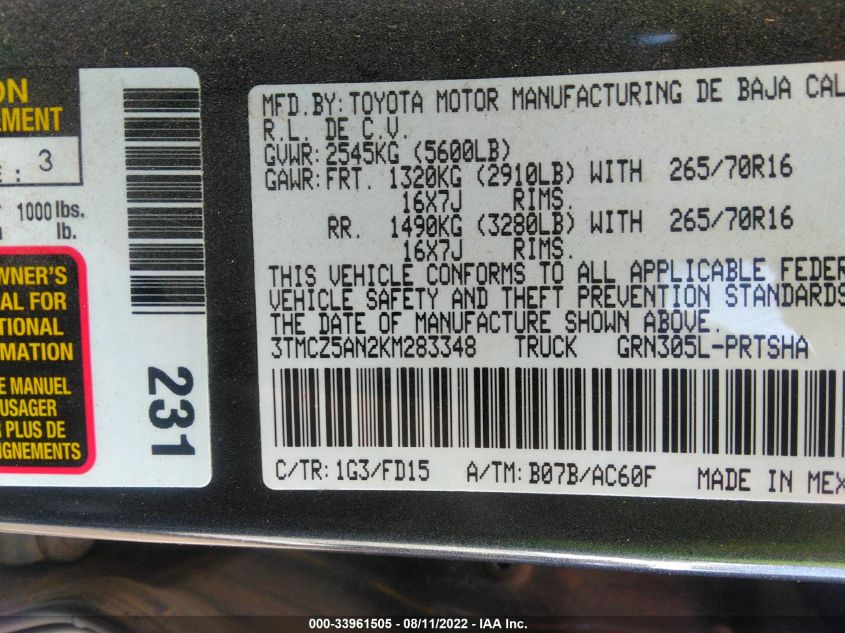 ON
EMENT
E: 3
1000 lbs.
lb.
WNER'S
AL FOR
TIONAL
MATION
E MANUEL
USAGER
R PLUS DE
IGNEMENTS
231
MFD.BY:TOYOTA MOTOR MANUFACTURING DE BAJA CAL
R.L. DE C.V.
GVWR:2545KG (5600LB)
GAWR:FRT. 1320KG (2910LB) WITH 265/70R16
16X7J RIMS.
RR. 1490KG (3280LB) WITH 265/70R16
16X7J RIMS.
THIS VEHICLE CONFORMS TO ALL APPLICABLE FEDER
VEHICLE SAFETY AND THEFT PREVENTION STANDARDS
THE DATE OF MANUFACTURE SHOWN ABOVE.
3TMCZ5AN2KM283348 TRUCK GRN305L-PRTSHA
C/TR:1G3/FD15 A/TM:B07B/AC60F MADE IN MEX
000-33961505 - 08/11/2022 - IAA Inc.